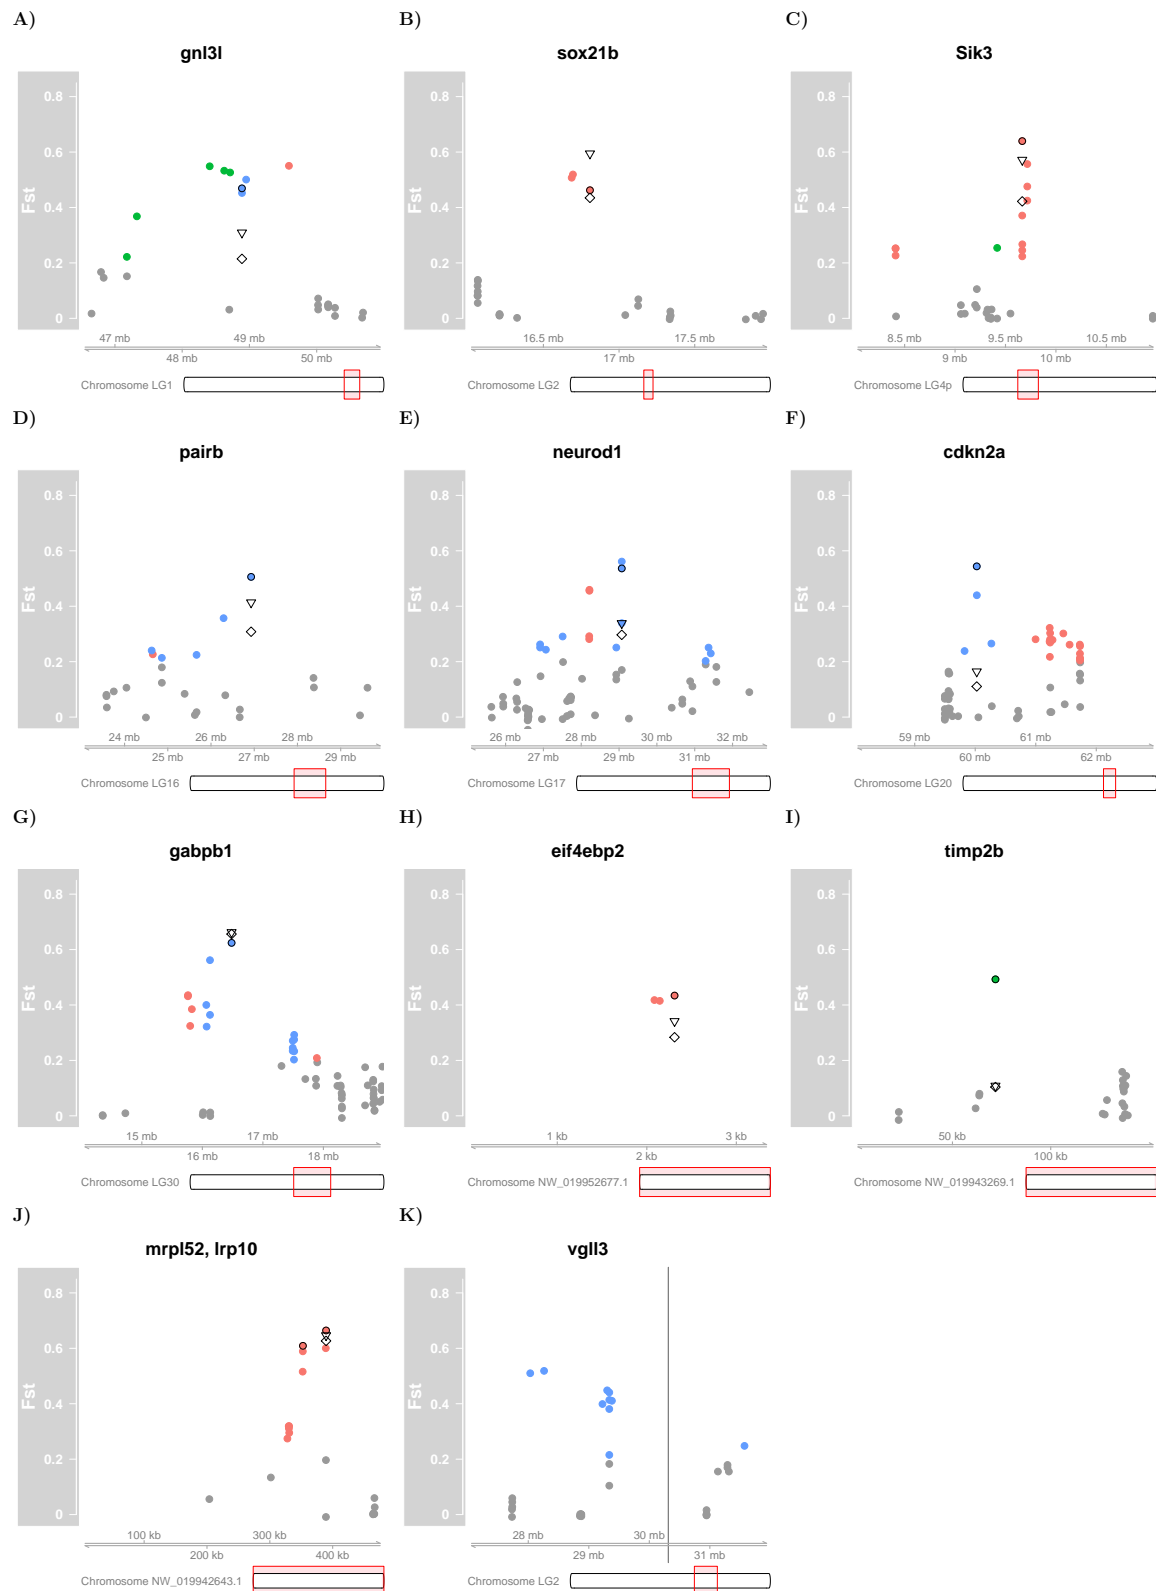 A)
gnl3l
0.8
0.6
0.4
0.2
0
Fst
47 mb
49 mb
48 mb
50 mb
Chromosome LG1
B)
sox21b
0.8
0.6
0.4
0.2
0
Fst
16.5 mb
17.5 mb
17 mb
Chromosome LG2
C)
Sik3
0.8
0.6
0.4
0.2
0
Fst
8.5 mb
9.5 mb
10.5 mb
9 mb
10 mb
Chromosome LG4p
D)
pairb
0.8
0.6
0.4
0.2
0
Fst
24 mb
26 mb
28 mb
25 mb
27 mb
29 mb
Chromosome LG16
E)
neurod1
0.8
0.6
0.4
0.2
0
Fst
26 mb
28 mb
30 mb
32 mb
27 mb
29 mb
31 mb
Chromosome LG17
F)
cdkn2a
0.8
0.6
0.4
0.2
0
Fst
59 mb
61 mb
60 mb
62 mb
Chromosome LG20
G)
gabpb1
0.8
0.6
0.4
0.2
0
Fst
15 mb
17 mb
16 mb
18 mb
Chromosome LG30
H)
eif4ebp2
0.8
0.6
0.4
0.2
0
Fst
1 kb
3 kb
2 kb
Chromosome NW_019952677.1
I)
timp2b
0.8
0.6
0.4
0.2
0
Fst
50 kb
100 kb
Chromosome NW_019943269.1
J)
mrpl52, lrp10
0.8
0.6
0.4
0.2
0
Fst
100 kb
300 kb
200 kb
400 kb
Chromosome NW_019942643.1
K)
vgll3
0.8
0.6
0.4
0.2
0
Fst
28 mb
30 mb
29 mb
31 mb
Chromosome LG2